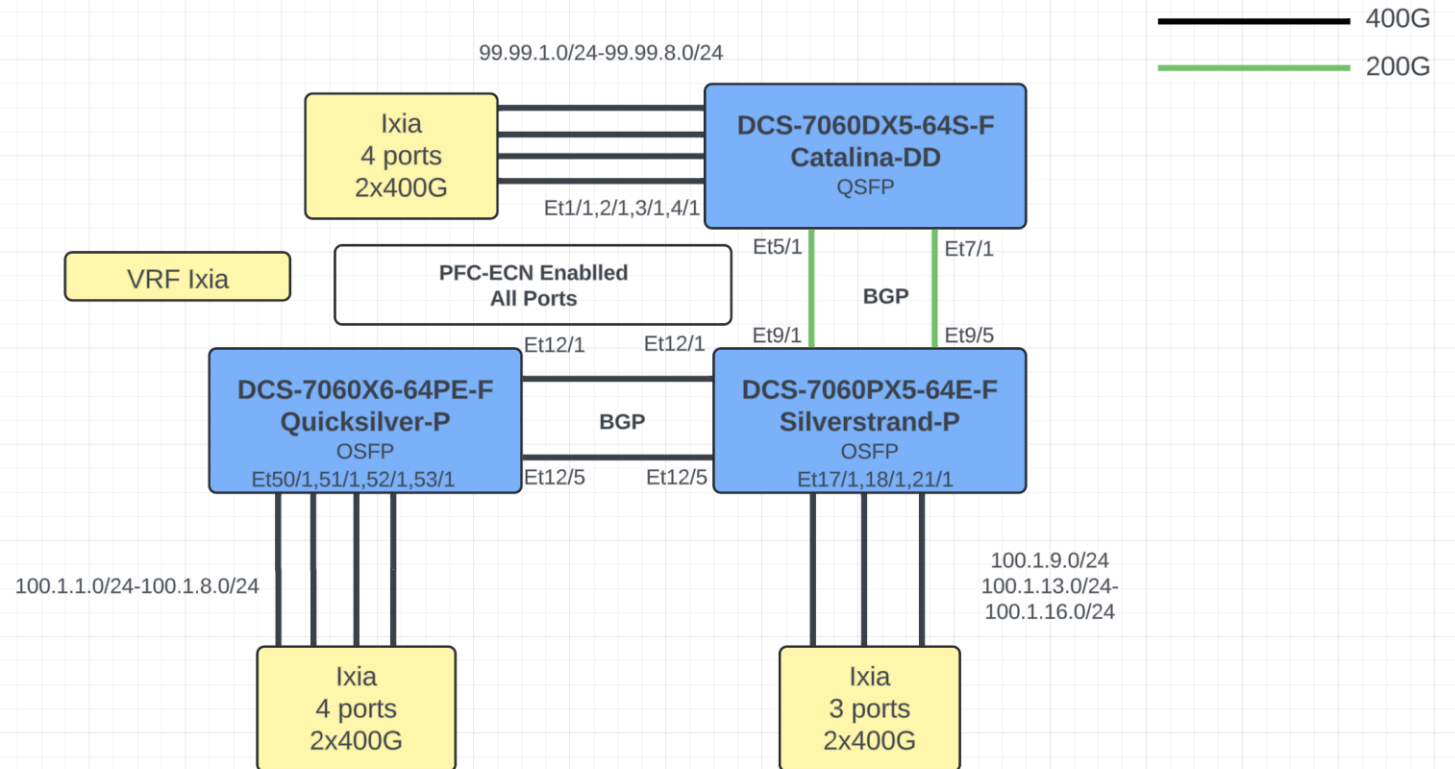 400G
200G
99.99.1.0/24-99.99.8.0/24
Ixia
4 ports
2x400G
DCS-7060DX5-64S-F
Catalina-DD
QSFP
Et1/1,2/1,3/1,4/1
Et5/1
Et7/1
VRF Ixia
PFC-ECN Enablled
All Ports
BGP
Et9/1
Et9/5
Et12/1
Et12/1
DCS-7060X6-64PE-F
Quicksilver-P
OSFP
Et50/1,51/1,52/1,53/1
BGP
Et12/5
Et12/5
DCS-7060PX5-64E-F
Silverstrand-P
OSFP
Et17/1,18/1,21/1
100.1.1.0/24-100.1.8.0/24
100.1.9.0/24
100.1.13.0/24-
100.1.16.0/24
Ixia
4 ports
2x400G
Ixia
3 ports
2x400G